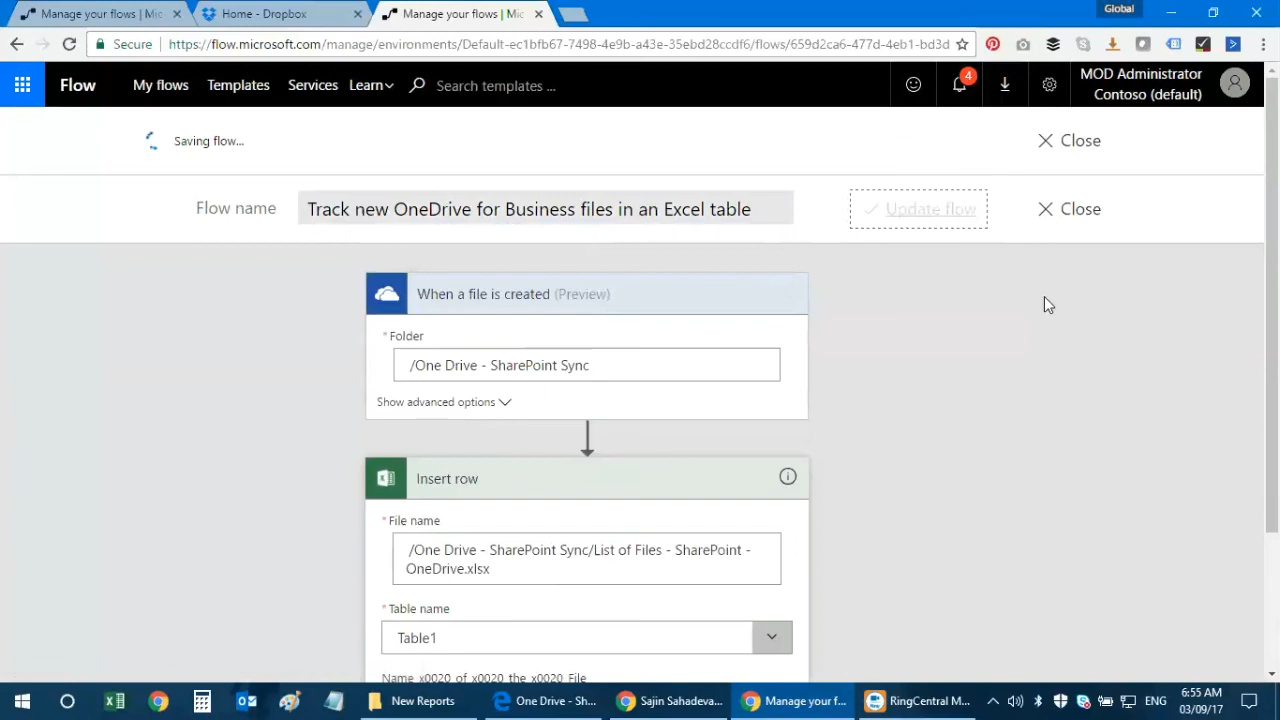 Global
Manage your flows | Mic
Home - Dropbox
Manage your flows | Mic
Secure
https://flow.microsoft.com/manage/environments/Default-ec1bfb67-7498-4e9b-a43e-35ebd28ccdf6/flows/659d2ca6-477d-4eb1-bd3d
Flow
My flows
Templates
Services
Learn
Search templates ...
4
MOD Administrator
Contoso (default)
Saving flow...
Close
Flow name
Track new OneDrive for Business files in an Excel table
Update flow
Close
When a file is created (Preview)
* Folder
/One Drive - SharePoint Sync
Show advanced options
Insert row
* File name
/One Drive - SharePoint Sync/List of Files - SharePoint -
OneDrive.xlsx
* Table name
Table1
Name_x0020_of_x0020_the_x0020_File
New Reports
One Drive - Sh...
Sajin Sahadeva...
Manage your f...
RingCentral M...
ENG
6:55 AM
03/09/17